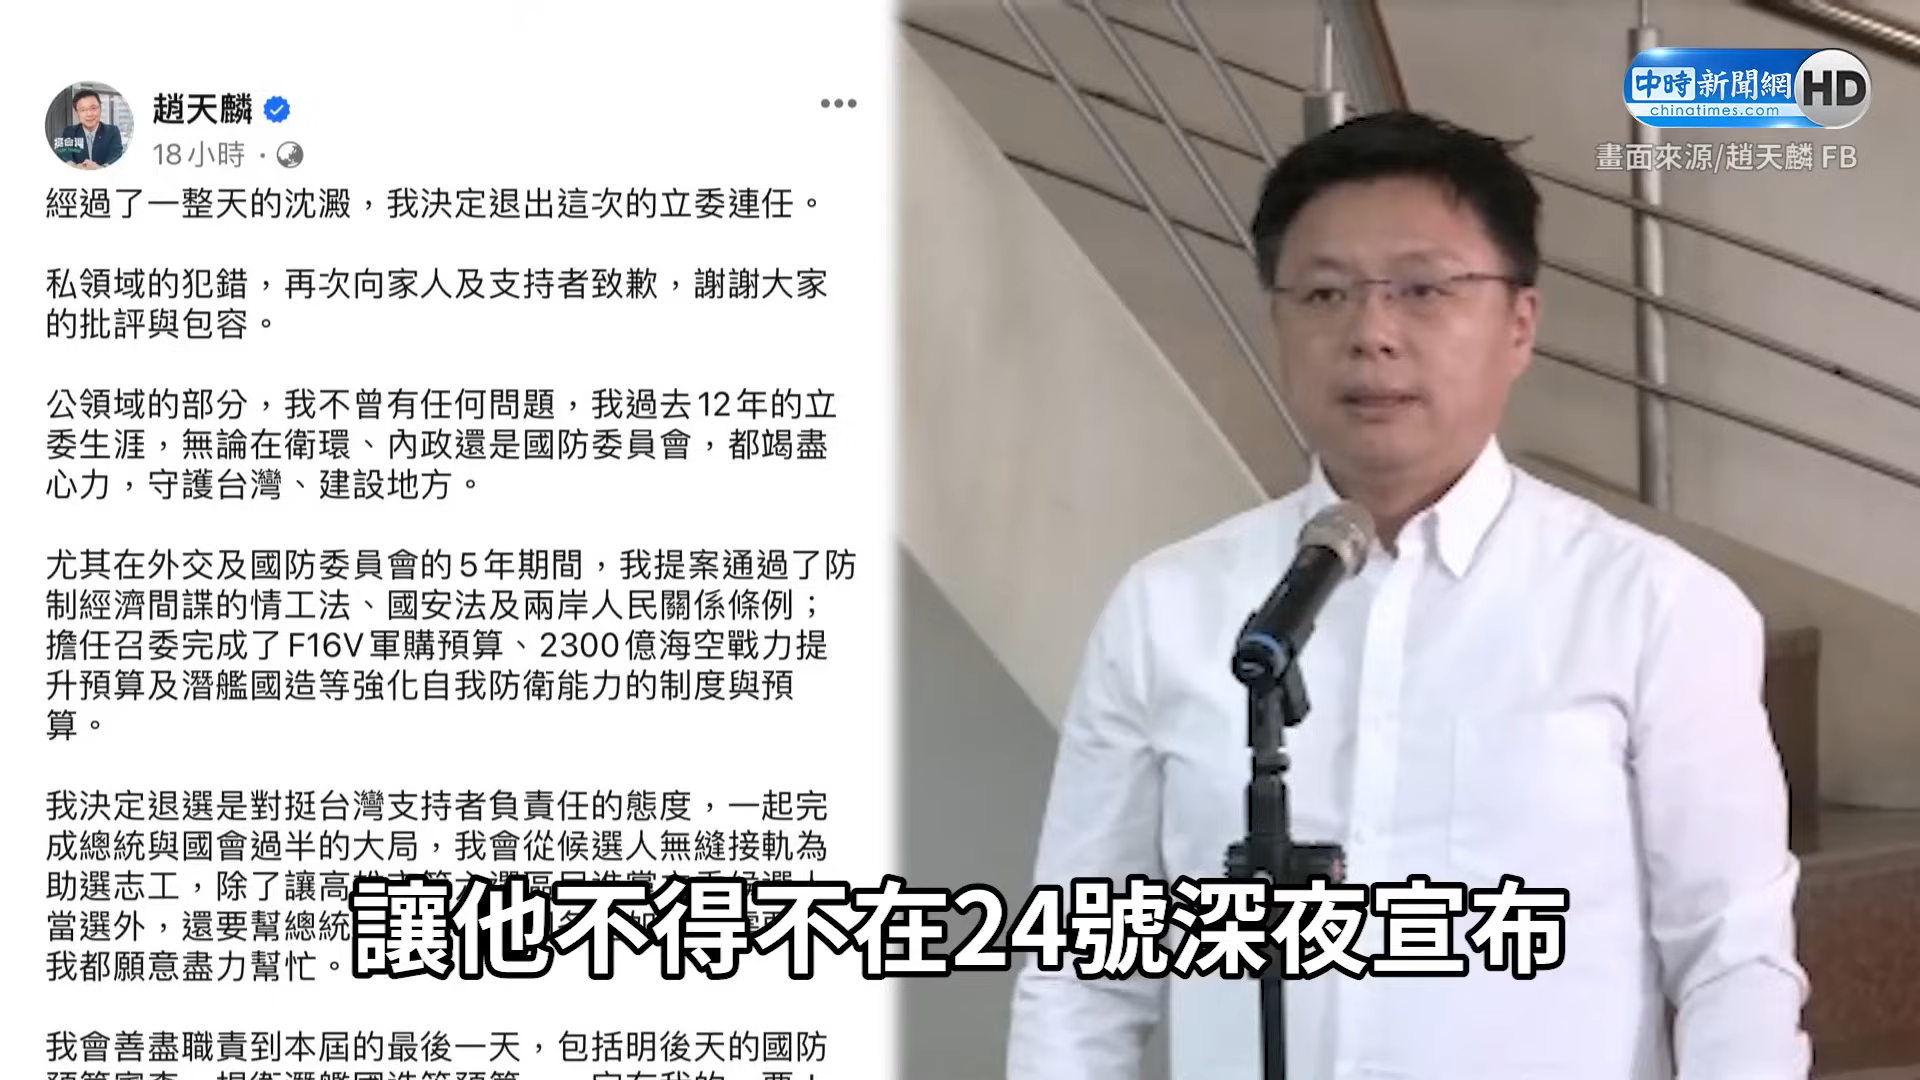 趙天麟
18小時
經過了一整天的沈澱，我決定退出這次的立委連任。
私領域的犯錯，再次向家人及支持者致歉，謝謝大家
的批評與包容。
公領域的部分，我不曾有任何問題，我過去12年的立
委生涯，無論在衛環、內政還是國防委員會，都竭盡
心力，守護台灣、建設地方。
尤其在外交及國防委員會的5年期間，我提案通過了防
制經濟間諜的情工法、國安法及兩岸人民關係條例；
擔任召委完成了F16V軍購預算、2300億海空戰力提
升預算及潛艦國造等強化自我防衛能力的制度與預
算。
我決定退選是對挺台灣支持者負責任的態度，一起完
成總統與國會過半的大局，我會從候選人無縫接軌為
助選志工，除了讓高
當選外，還要幫總統
我都願意盡力幫忙。
我會善盡職責到本屆的最後一天，包括明後天的國防
中時新聞網HD
chinatimes.com
畫面來源/趙天麟 FB
讓他不得不在24號深夜宣布